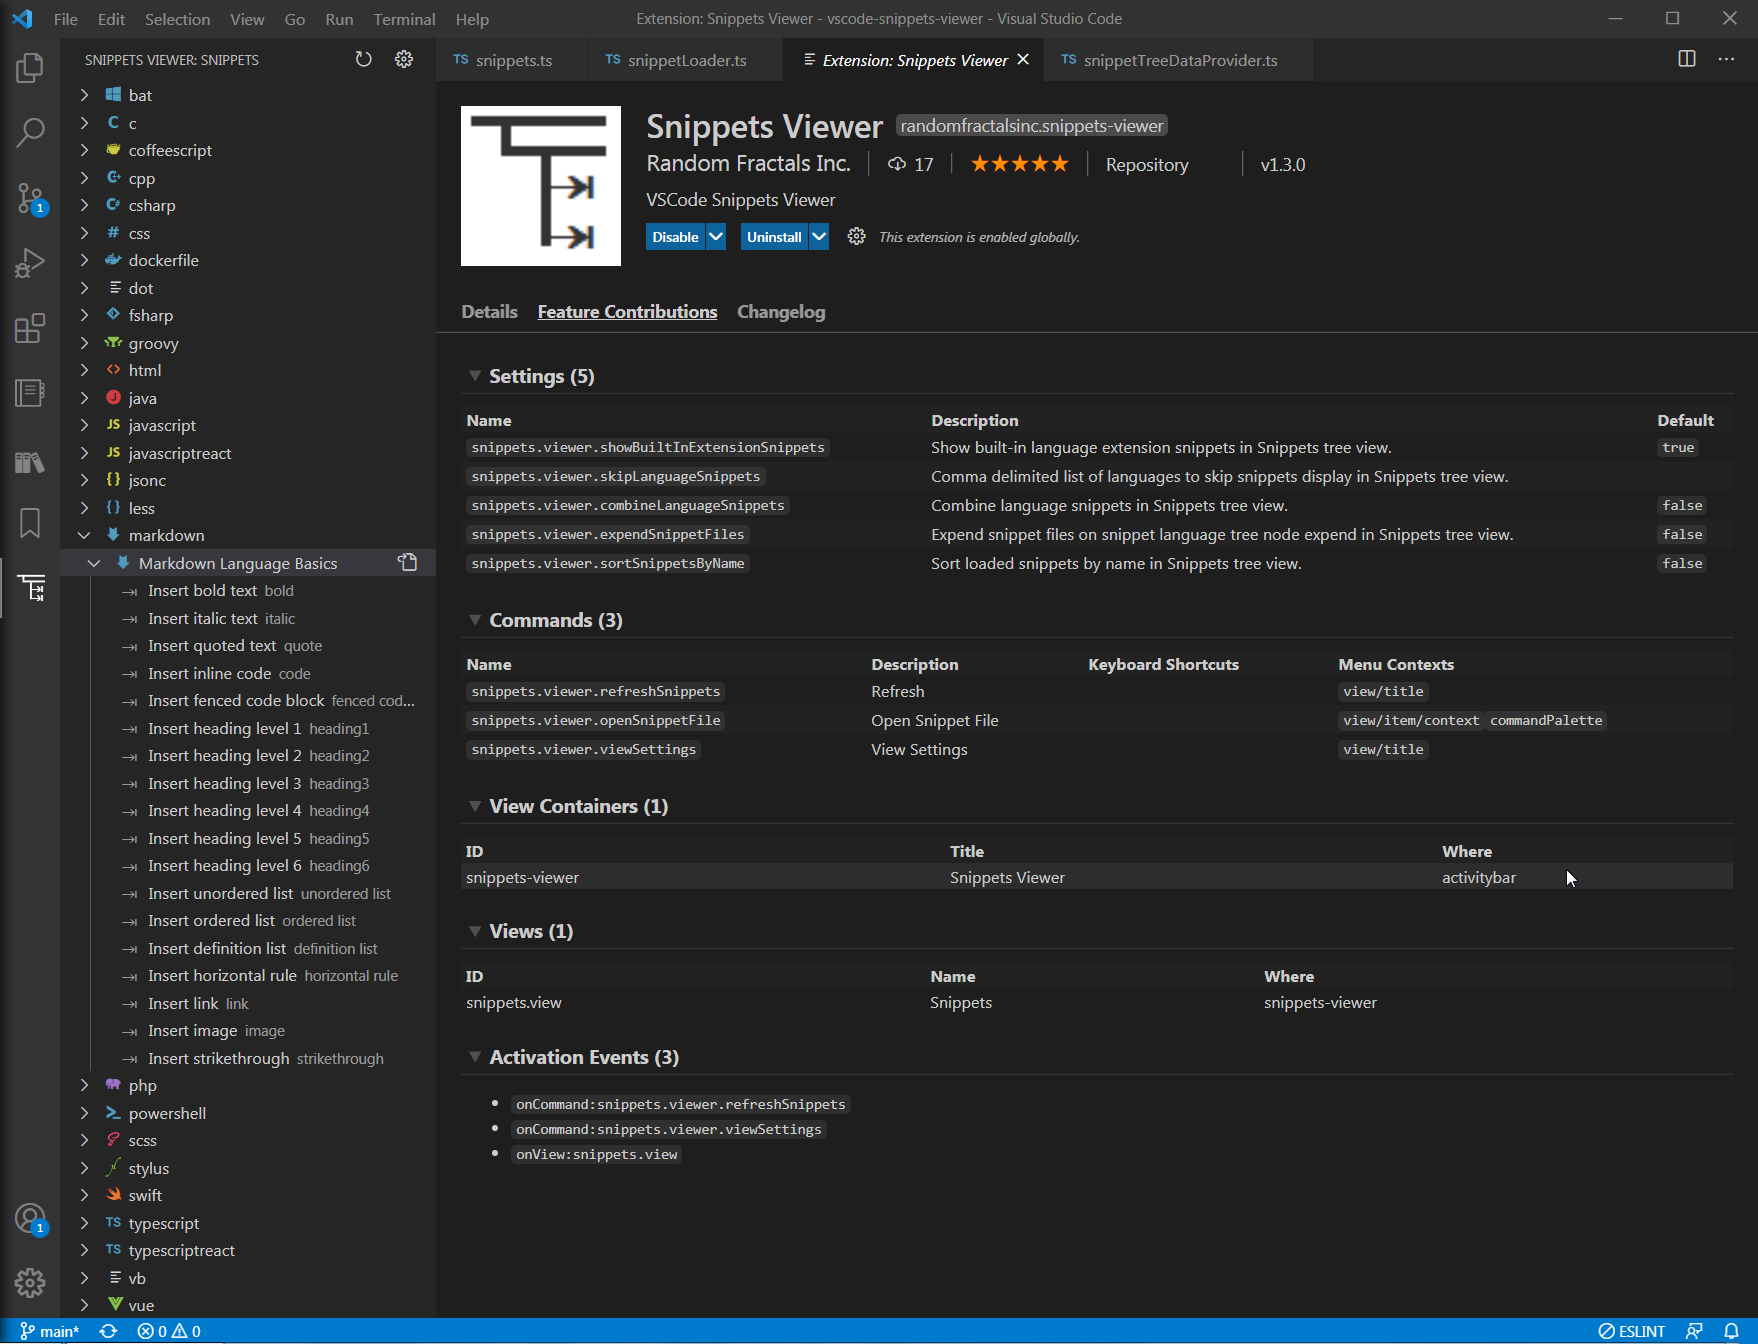 File Edit Selection View Go Run Terminal Help
Extension: Snippets Viewer - vscode-snippets-viewer - Visual Studio Code
SNIPPETS VIEWER: SNIPPETS
bat
C c
coffeescript
cpp
csharp
# css
dockerfile
dot
fsharp
groovy
<> html
J java
JS javascript
JS javascriptreact
{} jsonc
{} less
markdown
Markdown Language Basics
Insert bold text bold
Insert italic text italic
Insert quoted text quote
Insert inline code code
Insert fenced code block fenced cod...
Insert heading level 1 heading1
Insert heading level 2 heading2
Insert heading level 3 heading3
Insert heading level 4 heading4
Insert heading level 5 heading5
Insert heading level 6 heading6
Insert unordered list unordered list
Insert ordered list ordered list
Insert definition list definition list
Insert horizontal rule horizontal rule
Insert link link
Insert image image
Insert strikethrough strikethrough
php
powershell
scss
stylus
swift
TS typescript
TS typescriptreact
vb
vue
1
1
TS snippets.ts
TS snippetLoader.ts
Extension: Snippets Viewer
TS snippetTreeDataProvider.ts
Snippets Viewer randomfractalsinc.snippets-viewer
Random Fractals Inc. 17 ★★★★★ Repository v1.3.0
VSCode Snippets Viewer
Disable Uninstall This extension is enabled globally.
Details Feature Contributions Changelog
Settings (5)
Name Description Default
snippets.viewer.showBuiltInExtensionSnippets Show built-in language extension snippets in Snippets tree view. true
snippets.viewer.skipLanguageSnippets Comma delimited list of languages to skip snippets display in Snippets tree view.
snippets.viewer.combineLanguageSnippets Combine language snippets in Snippets tree view. false
snippets.viewer.expendSnippetFiles Expend snippet files on snippet language tree node expend in Snippets tree view. false
snippets.viewer.sortSnippetsByName Sort loaded snippets by name in Snippets tree view. false
Commands (3)
Name Description Keyboard Shortcuts Menu Contexts
snippets.viewer.refreshSnippets Refresh view/title
snippets.viewer.openSnippetFile Open Snippet File view/item/context commandPalette
snippets.viewer.viewSettings View Settings view/title
View Containers (1)
ID Title Where
snippets-viewer Snippets Viewer activitybar
Views (1)
ID Name Where
snippets.view Snippets snippets-viewer
Activation Events (3)
• onCommand:snippets.viewer.refreshSnippets
• onCommand:snippets.viewer.viewSettings
• onView:snippets.view
main* 0 0 ESLINT